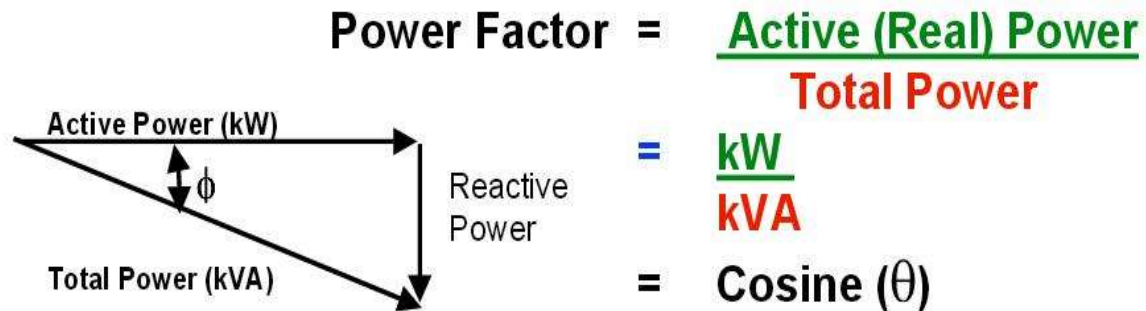 Power Factor = Active (Real) Power
Total Power
Active Power (kW)
= kW
kVA
ϕ
Reactive
Power
Total Power (kVA)
= Cosine (θ)